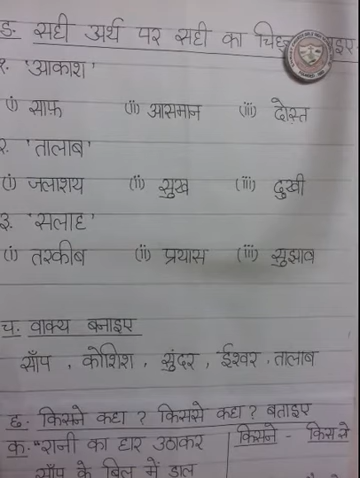 ङ. सही अर्थ पर सही का चिह्न
१. 'आकाश'
(i) साफ़ (ii) आसमान (iii) दोस्त
२. 'तालाब'
(i) जलाशय (ii) सुख (iii) दुखी
३. 'सलाह'
(i) तरकीब (ii) प्रयास (iii) सुझाव
च. वाक्य बनाइए
साँप , कोशिश , सुंदर , ईश्वर , तालाब
छ. किसने कहा ? किससे कहा ? बताइए
क. "रानी का हार उठाकर किसने - किससे
साँप के बिल में डाल